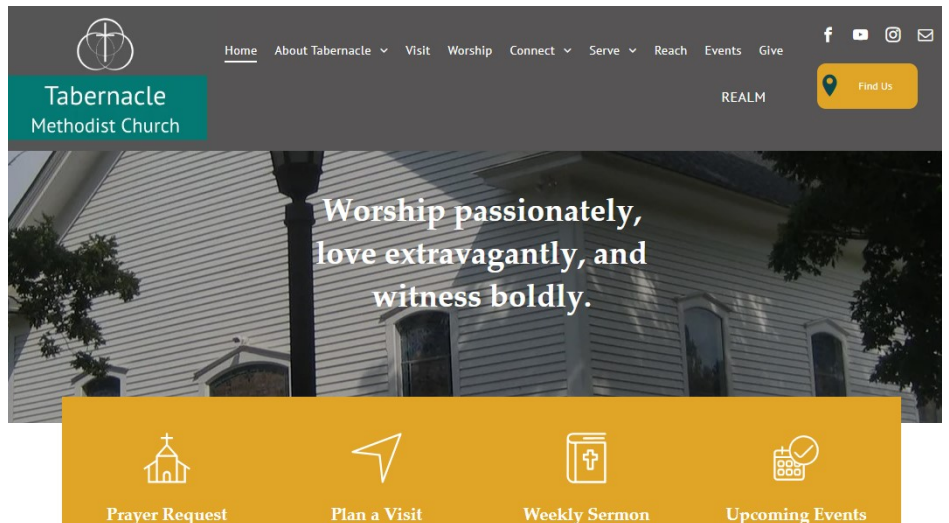 Home About Tabernacle Visit Worship Connect Serve Reach Events Give
REALM
Find Us
Tabernacle
Methodist Church
Worship passionately,
love extravagantly, and
witness boldly.
Prayer Request Plan a Visit Weekly Sermon Upcoming Events